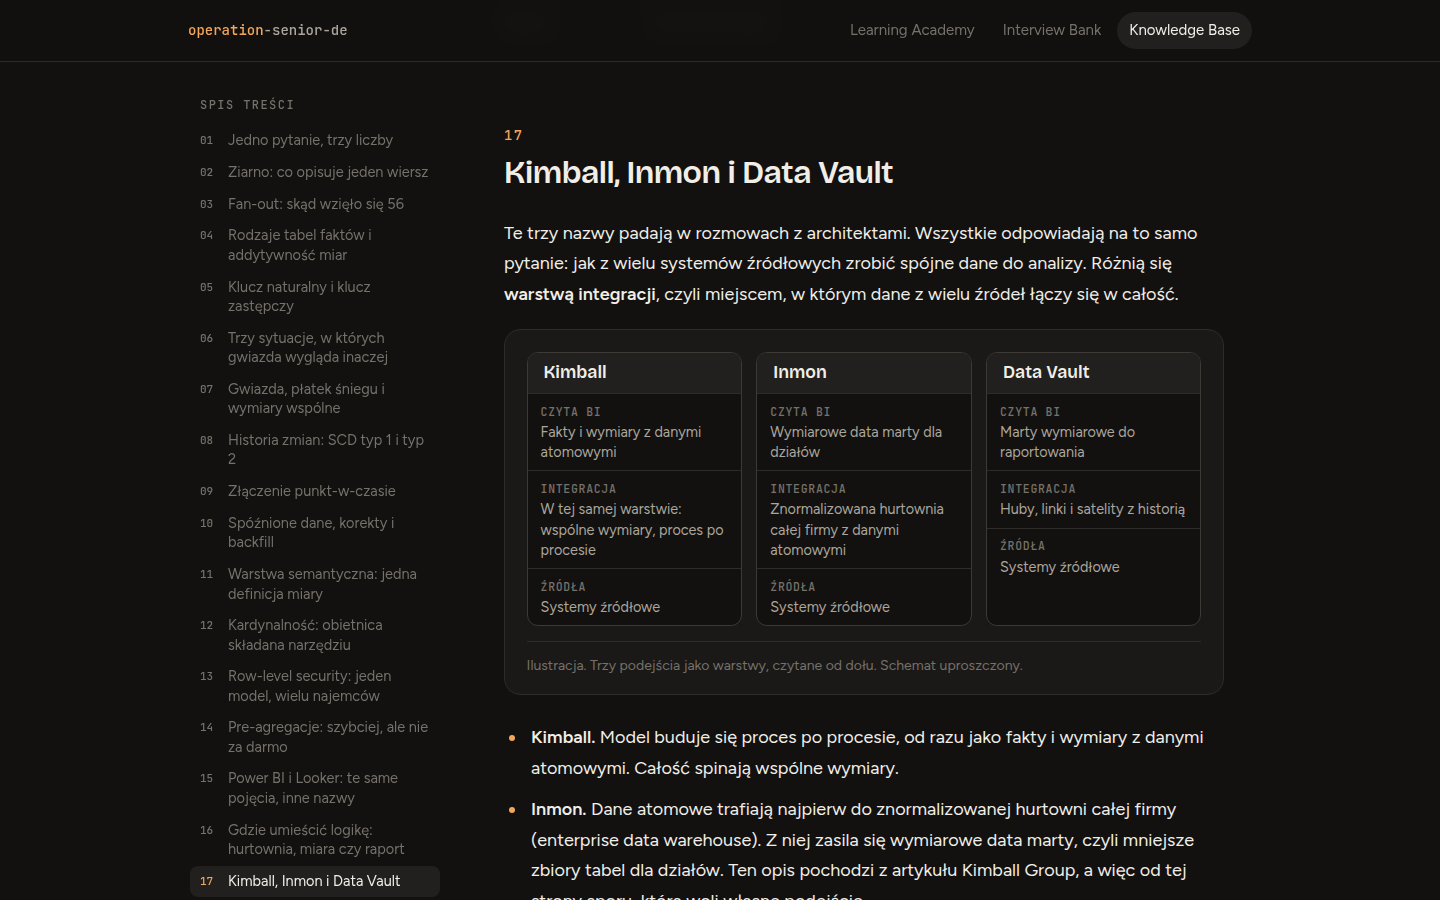 operation-senior-de
Learning Academy
Interview Bank
Knowledge Base
SPIS TREŚCI
01 Jedno pytanie, trzy liczby
02 Ziarno: co opisuje jeden wiersz
03 Fan-out: skąd wzięło się 56
04 Rodzaje tabel faktów i
addytywność miar
05 Klucz naturalny i klucz
zastępczy
06 Trzy sytuacje, w których
gwiazda wygląda inaczej
07 Gwiazda, płatek śniegu i
wymiary wspólne
08 Historia zmian: SCD typ 1 i typ
2
09 Złączenie punkt-w-czasie
10 Spóźnione dane, korekty i
backfill
11 Warstwa semantyczna: jedna
definicja miary
12 Kardynalność: obietnica
składana narzędziu
13 Row-level security: jeden
model, wielu najemców
14 Pre-agregacje: szybciej, ale nie
za darmo
15 Power BI i Looker: te same
pojęcia, inne nazwy
16 Gdzie umieścić logikę:
hurtownia, miara czy raport
17 Kimball, Inmon i Data Vault
17
Kimball, Inmon i Data Vault
Te trzy nazwy padają w rozmowach z architektami. Wszystkie odpowiadają na to samo
pytanie: jak z wielu systemów źródłowych zrobić spójne dane do analizy. Różnią się
warstwą integracji, czyli miejscem, w którym dane z wielu źródeł łączy się w całość.
Kimball
CZYTA BI
Fakty i wymiary z danymi
atomowymi
INTEGRACJA
W tej samej warstwie:
wspólne wymiary, proces po
procesie
ŹRÓDŁA
Systemy źródłowe
Inmon
CZYTA BI
Wymiarowe data marty dla
działów
INTEGRACJA
Znormalizowana hurtownia
całej firmy z danymi
atomowymi
ŹRÓDŁA
Systemy źródłowe
Data Vault
CZYTA BI
Marty wymiarowe do
raportowania
INTEGRACJA
Huby, linki i satelity z historią
ŹRÓDŁA
Systemy źródłowe
Ilustracja. Trzy podejścia jako warstwy, czytane od dołu. Schemat uproszczony.
Kimball. Model buduje się proces po procesie, od razu jako fakty i wymiary z danymi
atomowymi. Całość spinają wspólne wymiary.
Inmon. Dane atomowe trafiają najpierw do znormalizowanej hurtowni całej firmy
(enterprise data warehouse). Z niej zasila się wymiarowe data marty, czyli mniejsze
zbiory tabel dla działów. Ten opis pochodzi z artykułu Kimball Group, a więc od tej